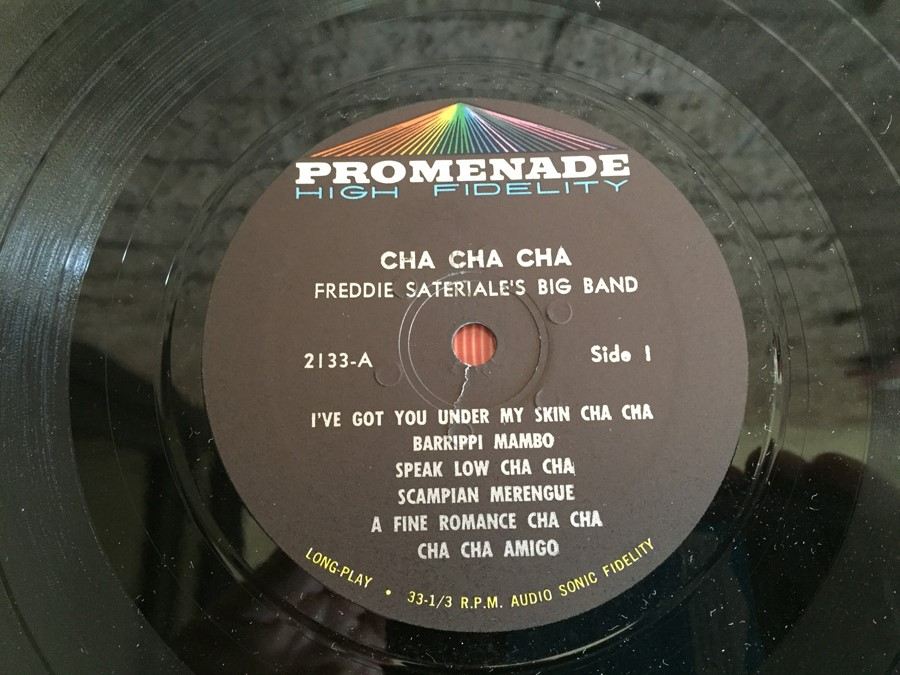 PROMENADE
HIGH FIDELITY
CHA CHA CHA
FREDDIE SATERIALE'S BIG BAND
2133-A
Side 1
I'VE GOT YOU UNDER MY SKIN CHA CHA
BARRIPPI MAMBO
SPEAK LOW CHA CHA
SCAMPIAN MERENGUE
A FINE ROMANCE CHA CHA
CHA CHA AMIGO
LONG-PLAY • 33-1/3 R.P.M. AUDIO SONIC FIDELITY